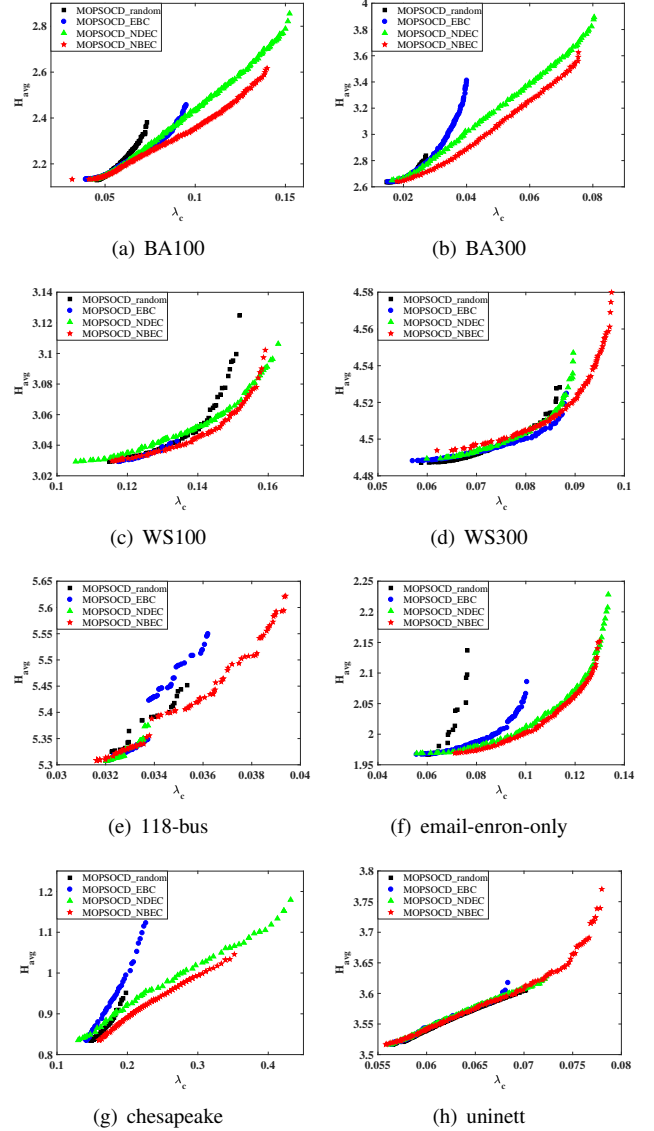 MOPSOCD_random
MOPSOCD_EBC
MOPSOCD_NDEC
MOPSOCD_NBEC
H_avg
2.8
2.6
2.4
2.2
0.05 0.1 0.15
λ_c
(a) BA100
MOPSOCD_random
MOPSOCD_EBC
MOPSOCD_NDEC
MOPSOCD_NBEC
H_avg
4
3.8
3.6
3.4
3.2
3
2.8
2.6
0.02 0.04 0.06 0.08
λ_c
(b) BA300
MOPSOCD_random
MOPSOCD_EBC
MOPSOCD_NDEC
MOPSOCD_NBEC
H_avg
3.14
3.12
3.1
3.08
3.06
3.04
3.02
0.1 0.12 0.14 0.16
λ_c
(c) WS100
MOPSOCD_random
MOPSOCD_EBC
MOPSOCD_NDEC
MOPSOCD_NBEC
H_avg
4.58
4.56
4.54
4.52
4.5
4.48
0.05 0.06 0.07 0.08 0.09 0.1
λ_c
(d) WS300
MOPSOCD_random
MOPSOCD_EBC
MOPSOCD_NDEC
MOPSOCD_NBEC
H_avg
5.65
5.6
5.55
5.5
5.45
5.4
5.35
5.3
0.03 0.032 0.034 0.036 0.038 0.04
λ_c
(e) 118-bus
MOPSOCD_random
MOPSOCD_EBC
MOPSOCD_NDEC
MOPSOCD_NBEC
H_avg
2.25
2.2
2.15
2.1
2.05
2
1.95
0.04 0.06 0.08 0.1 0.12 0.14
λ_c
(f) email-enron-only
MOPSOCD_random
MOPSOCD_EBC
MOPSOCD_NDEC
MOPSOCD_NBEC
H_avg
1.2
1.1
1
0.9
0.8
0.1 0.2 0.3 0.4 0.5
λ_c
(g) chesapeake
MOPSOCD_random
MOPSOCD_EBC
MOPSOCD_NDEC
MOPSOCD_NBEC
H_avg
3.8
3.7
3.6
3.5
0.055 0.06 0.065 0.07 0.075 0.08
λ_c
(h) uninett